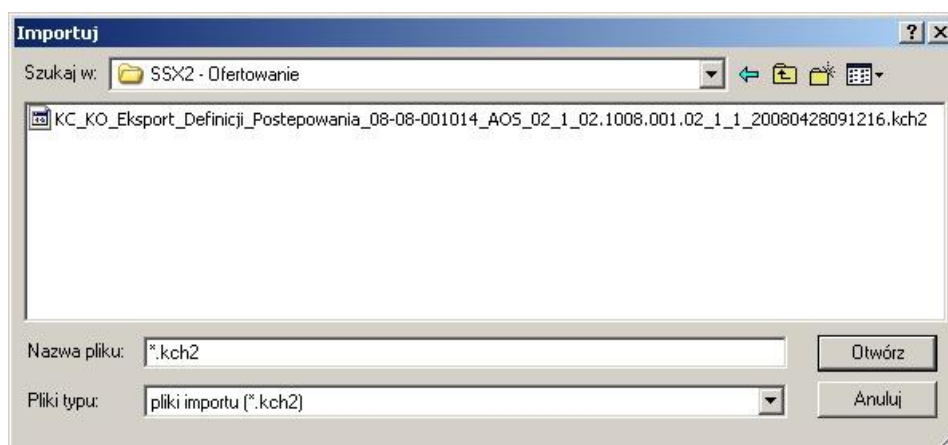 Importuj
Szukaj w: SSX2 - Ofertowanie
KC_KO_Eksport_Definicji_Postepowania_08-08-001014_AOS_02_1_02.1008.001.02_1_1_20080428091216.kch2
Nazwa pliku: *.kch2 Otwórz
Pliki typu: pliki importu (*.kch2) Anuluj